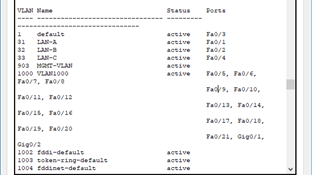 VLAN Name Status Ports
---- -------------------------------- --------- -------------------------------
1 default active Fa0/3
31 LAN-A active Fa0/1
32 LAN-B active Fa0/2
33 LAN-C active Fa0/4
903 MGMT-VLAN active
1000 VLAN1000 active Fa0/5, Fa0/6,
Fa0/7, Fa0/8
Fa0/9, Fa0/10,
Fa0/11, Fa0/12
Fa0/13, Fa0/14,
Fa0/15, Fa0/16
Fa0/17, Fa0/18,
Fa0/19, Fa0/20
Fa0/21, Gig0/1,
Gig0/2
1002 fddi-default active
1003 token-ring-default active
1004 fddinet-default active